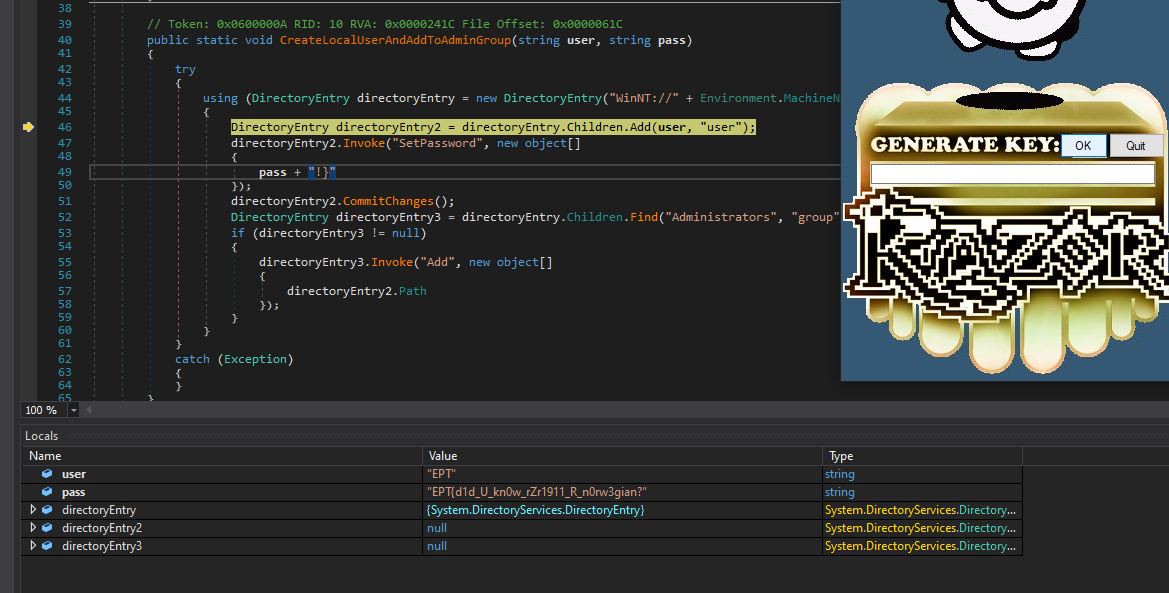 38
39 // Token: 0x0600000A RID: 10 RVA: 0x0000241C File Offset: 0x0000061C
40 public static void CreateLocalUserAndAddToAdminGroup(string user, string pass)
41 {
42 try
43 {
44 using (DirectoryEntry directoryEntry = new DirectoryEntry("WinNT://" + Environment.MachineN
45 {
46 DirectoryEntry directoryEntry2 = directoryEntry.Children.Add(user, "user");
47 directoryEntry2.Invoke("SetPassword", new object[]
48 {
49 pass + "!}"
50 });
51 directoryEntry2.CommitChanges();
52 DirectoryEntry directoryEntry3 = directoryEntry.Children.Find("Administrators", "group"
53 if (directoryEntry3 != null)
54 {
55 directoryEntry3.Invoke("Add", new object[]
56 {
57 directoryEntry2.Path
58 });
59 }
60 }
61 }
62 catch (Exception)
63 {
64 }
65 }
GENERATE KEY: OK Quit
RAZOR
100 %
Locals
Name Value Type
user "EPT" string
pass "EPT{d1d_U_kn0w_rZr1911_R_n0rw3gian?" string
directoryEntry {System.DirectoryServices.DirectoryEntry} System.DirectoryServices.Directory...
directoryEntry2 null System.DirectoryServices.Directory...
directoryEntry3 null System.DirectoryServices.Directory...